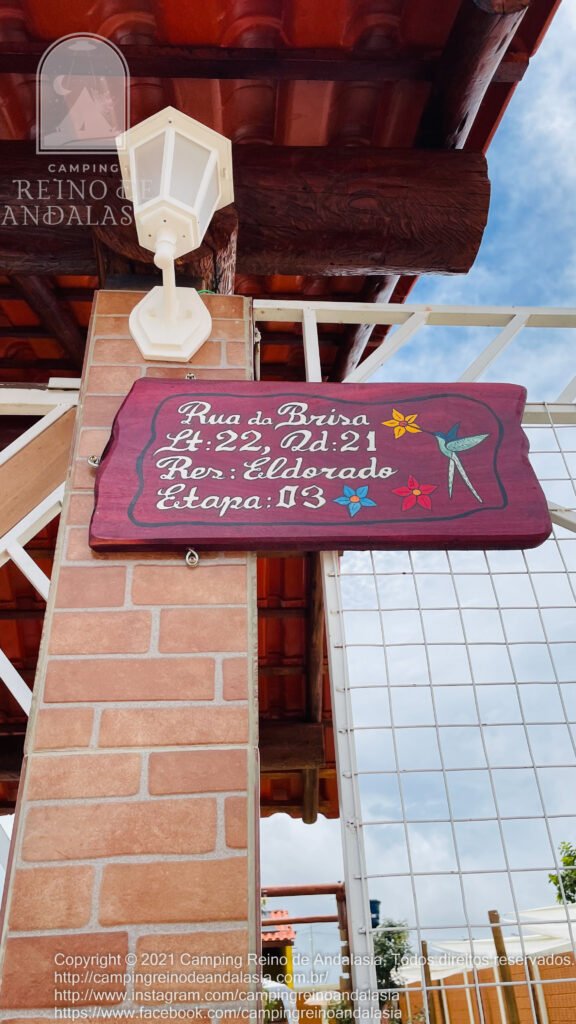 CAMPING
REINO de
ANDALAS
Rua da Brisa
Lt:22, Qd:21
Res: Eldorado
Etapa: 03
Copyright © 2021 Camping Reino de Andalasia. Todos direitos reservados.
http://campingreinodeandalasia.com.br/
http://www.instagram.com/campingreinodeandalasia
https://www.facebook.com/campingreinodeandalasia